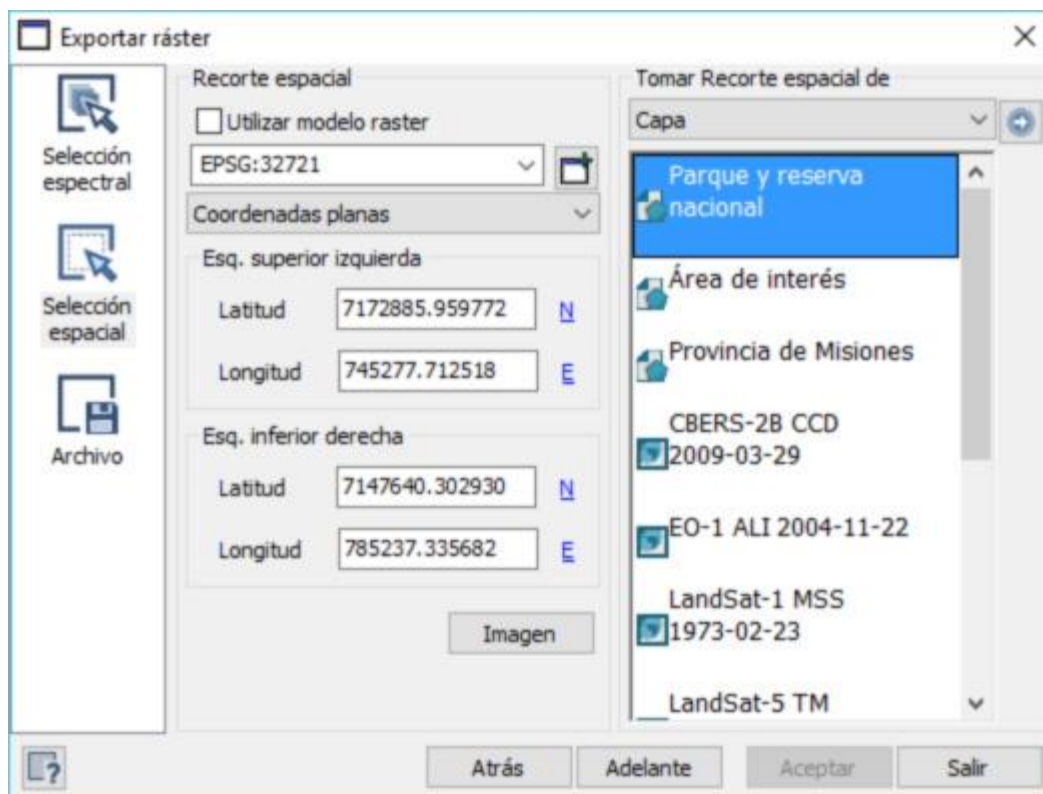 Exportar ráster
Selección
espectral
Selección
espacial
Archivo
Recorte espacial
Utilizar modelo raster
EPSG:32721
Coordenadas planas
Esq. superior izquierda
Latitud 7172885.959772 N
Longitud 745277.712518 E
Esq. inferior derecha
Latitud 7147640.302930 N
Longitud 785237.335682 E
Imagen
Tomar Recorte espacial de
Capa
Parque y reserva
nacional
Área de interés
Provincia de Misiones
CBERS-2B CCD
2009-03-29
EO-1 ALI 2004-11-22
LandSat-1 MSS
1973-02-23
LandSat-5 TM
Atrás Adelante Aceptar Salir